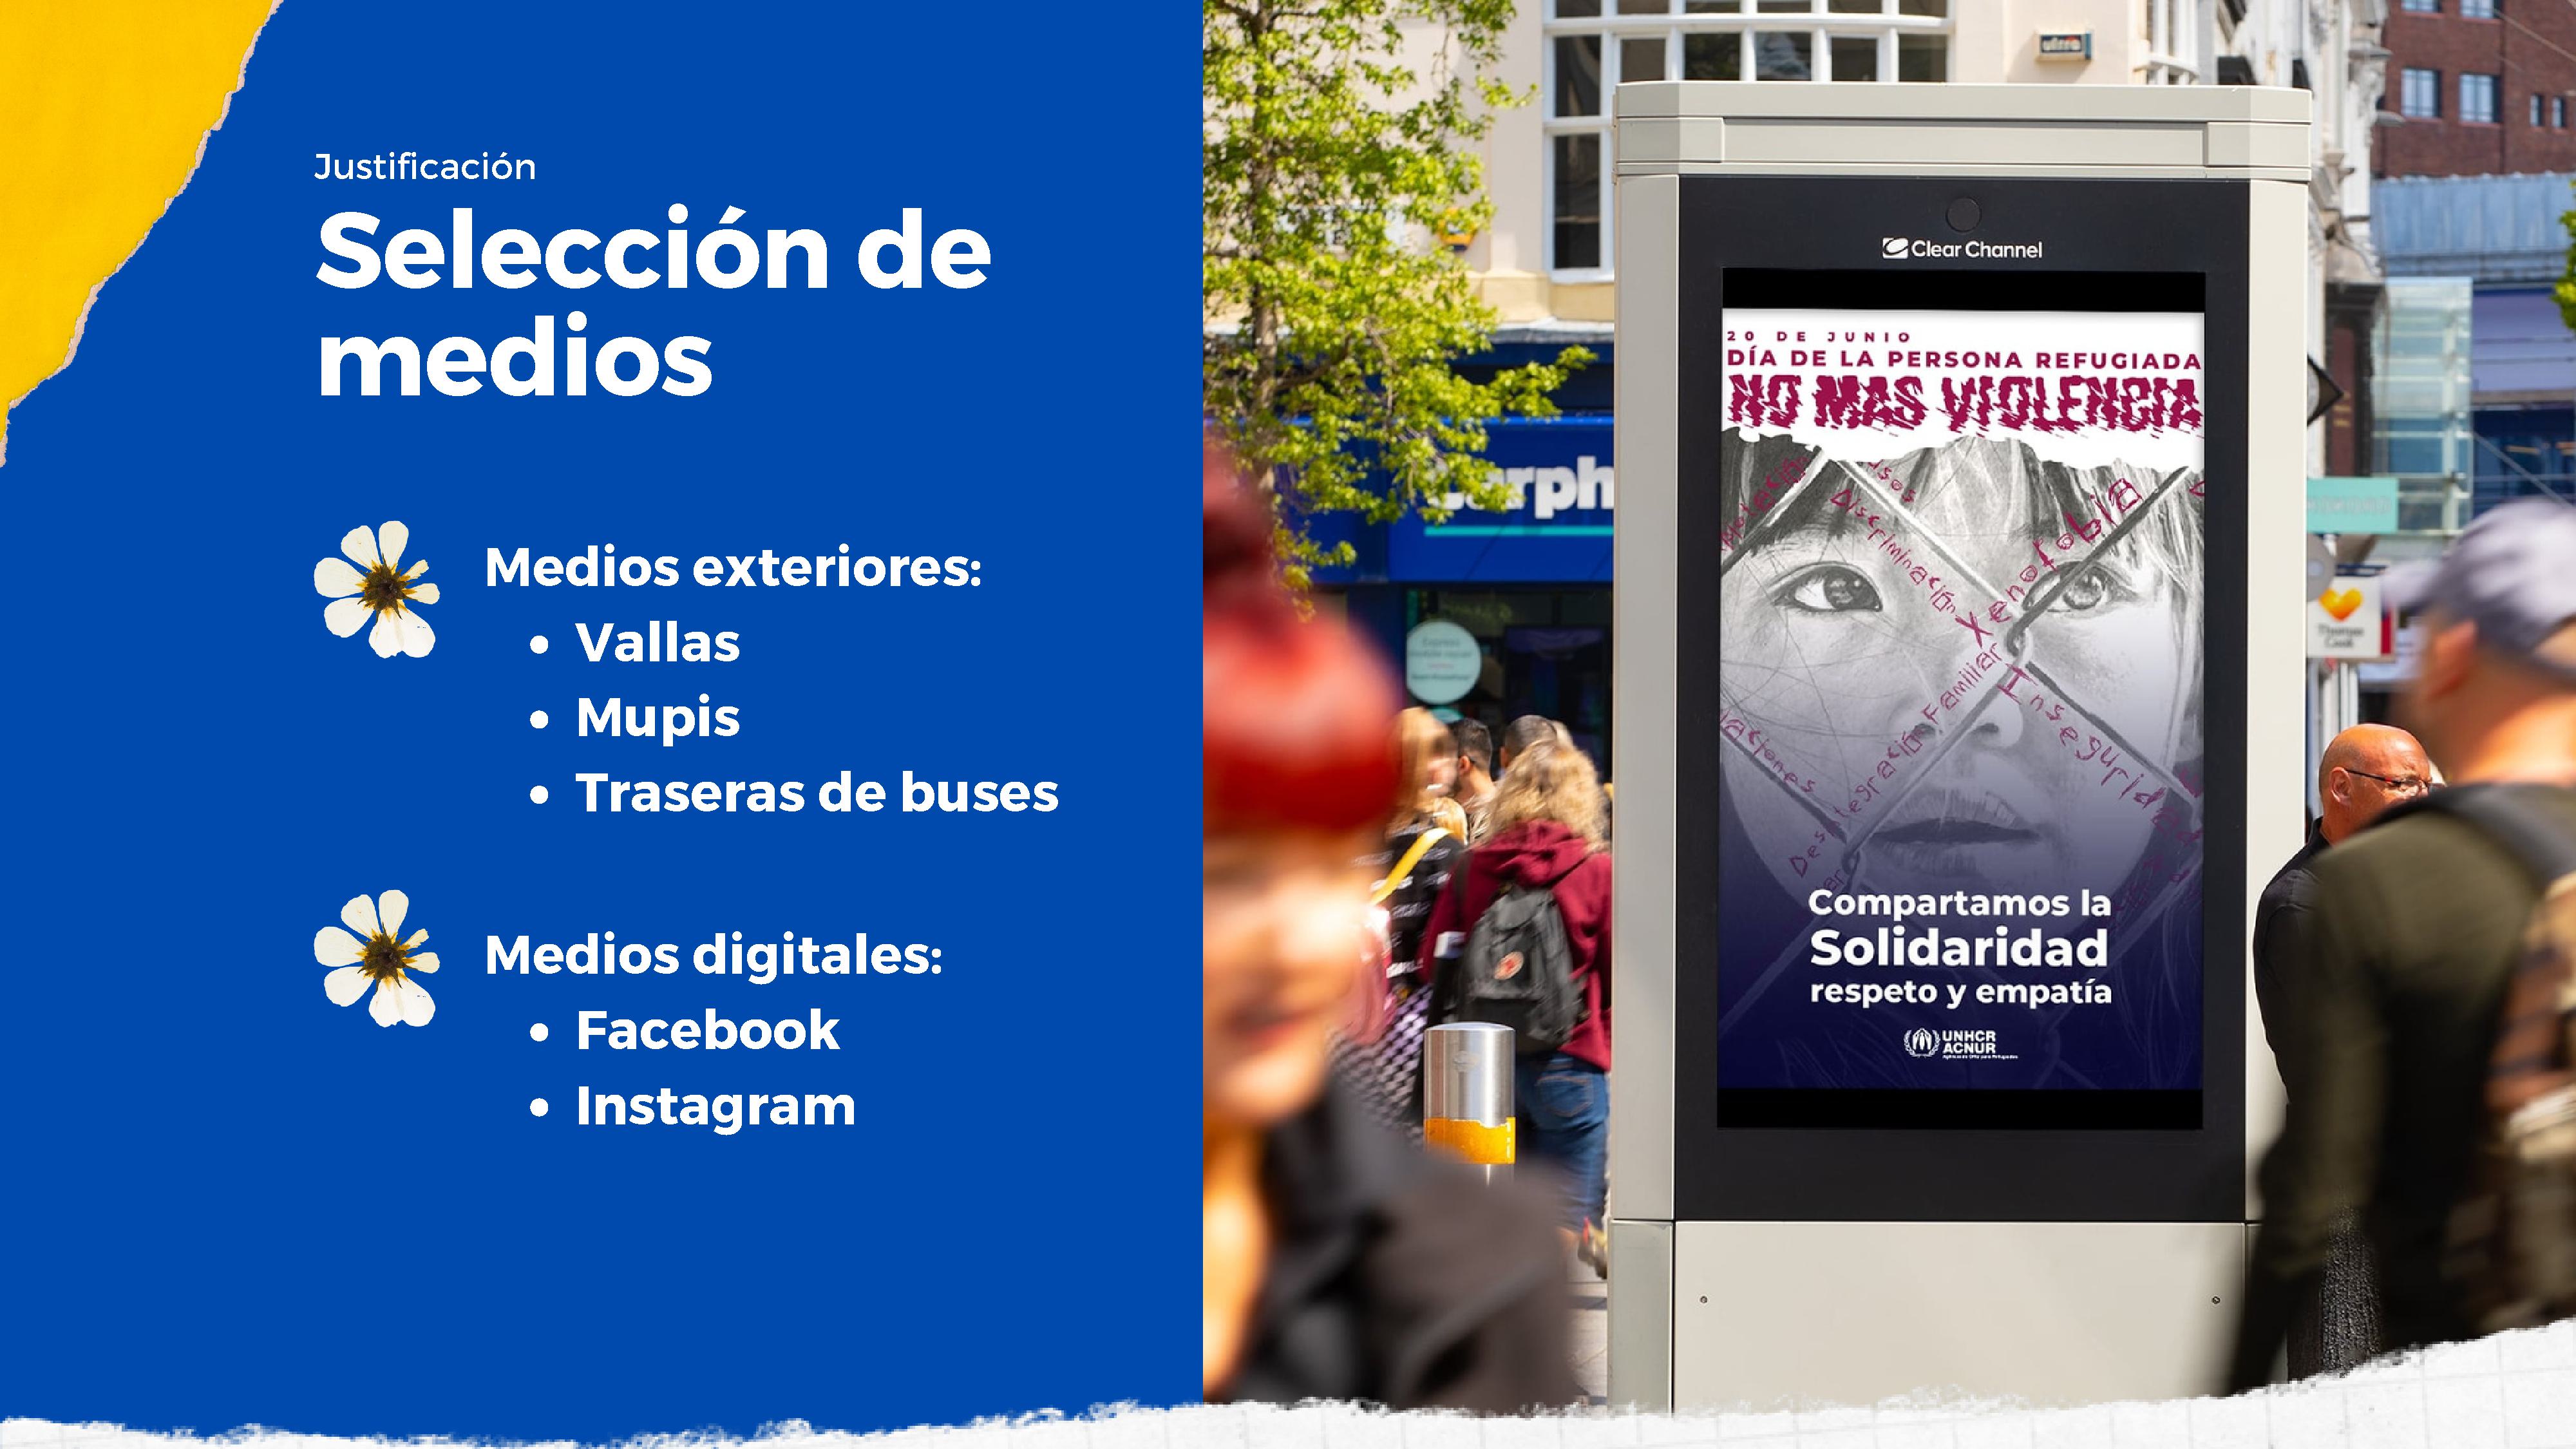 Justificación
Selección de
medios
Medios exteriores:
• Vallas
• Mupis
• Traseras de buses
Medios digitales:
• Facebook
• Instagram
Clear Channel
20 DE JUNIO
DÍA DE LA PERSONA REFUGIADA
NO MAS VIOLENCIA
Discriminación
Xenofobia
Familiar
Inseguridad
Compartamos la
Solidaridad
respeto y empatía
UNHCR
ACNUR
Thomas
Cook